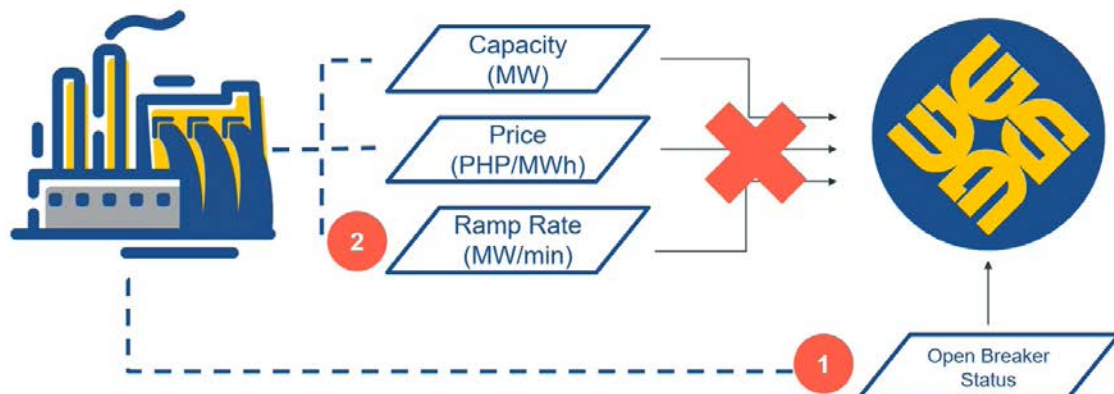 Capacity
(MW)
Price
(PHP/MWh)
2
Ramp Rate
(MW/min)
1
Open Breaker
Status